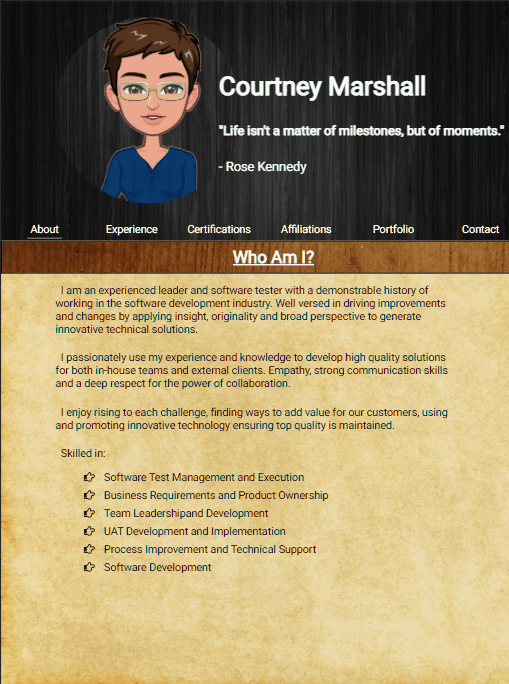 Courtney Marshall
"Life isn't a matter of milestones, but of moments."
- Rose Kennedy
About Experience Certifications Affiliations Portfolio Contact
Who Am I?
I am an experienced leader and software tester with a demonstrable history of
working in the software development industry. Well versed in driving improvements
and changes by applying insight, originality and broad perspective to generate
innovative technical solutions.
I passionately use my experience and knowledge to develop high quality solutions
for both in-house teams and external clients. Empathy, strong communication skills
and a deep respect for the power of collaboration.
I enjoy rising to each challenge, finding ways to add value for our customers, using
and promoting innovative technology ensuring top quality is maintained.
Skilled in:
Software Test Management and Execution
Business Requirements and Product Ownership
Team Leadershipand Development
UAT Development and Implementation
Process Improvement and Technical Support
Software Development